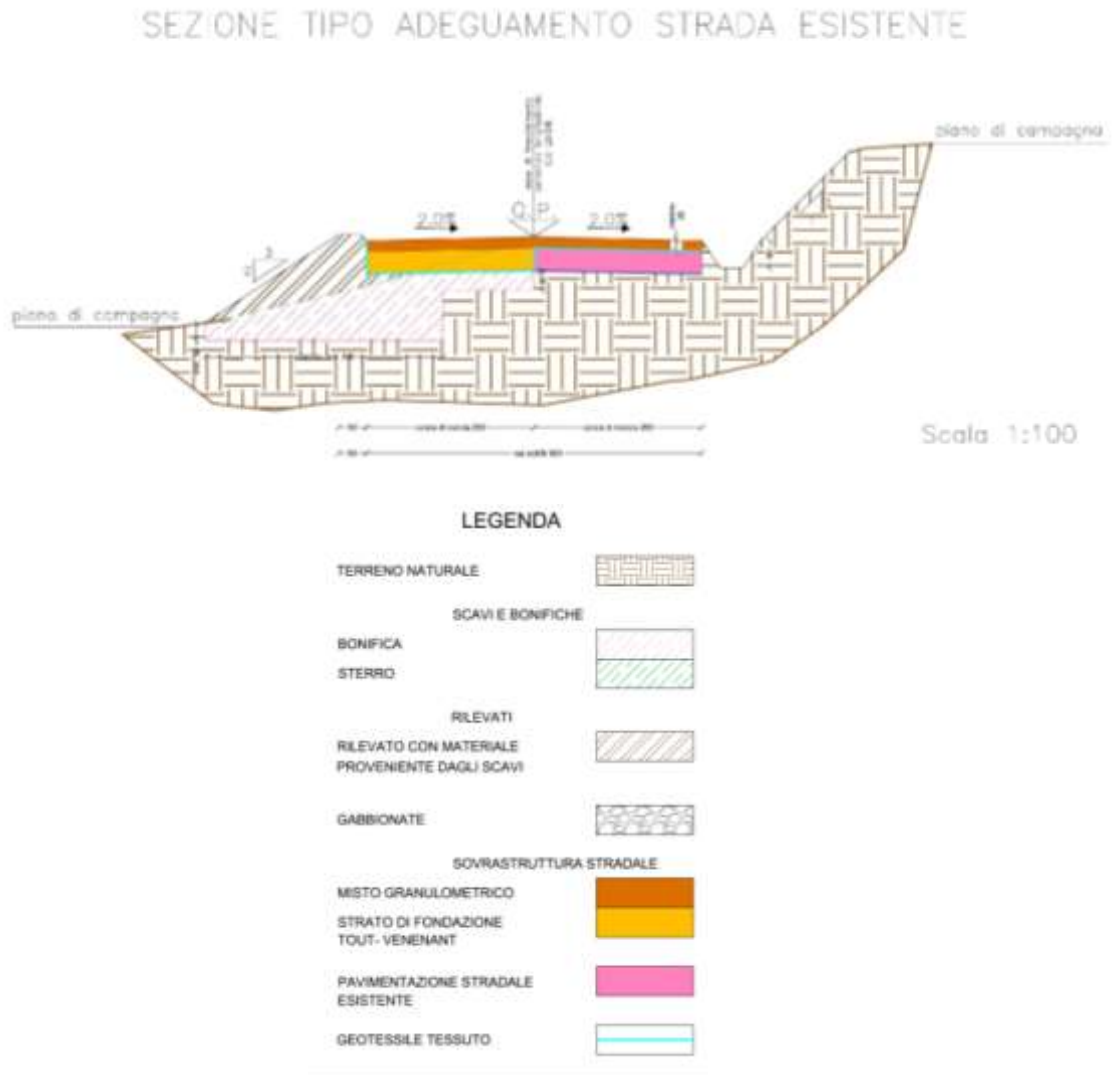 SEZIONE TIPO ADEGUAMENTO STRADA ESISTENTE
piano di campagna
Q.P.
2.0%
2.0%
3
2
piano di campagna
Scala 1:100
LEGENDA
TERRENO NATURALE
SCAVI E BONIFICHE
BONIFICA
STERRO
RILEVATI
RILEVATO CON MATERIALE
PROVENIENTE DAGLI SCAVI
GABBIONATE
SOVRASTRUTTURA STRADALE
MISTO GRANULOMETRICO
STRATO DI FONDAZIONE
TOUT- VENENANT
PAVIMENTAZIONE STRADALE
ESISTENTE
GEOTESSILE TESSUTO